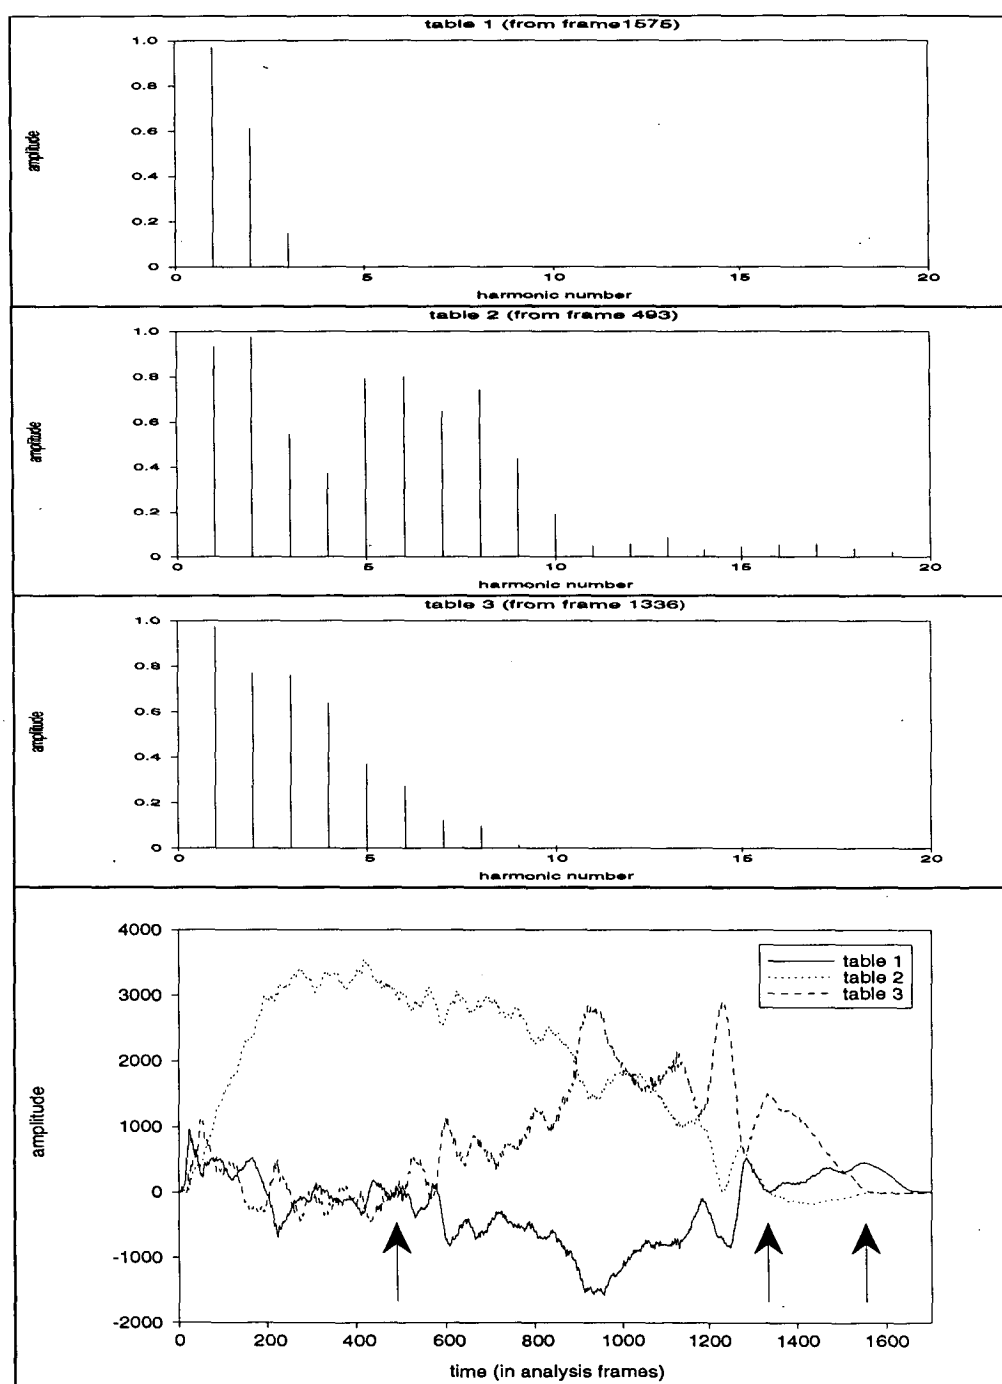 table 1 (from frame1575)
1.0
0.8
0.6
0.4
0.2
0
amplitude
0 5 10 15 20
harmonic number
table 2 (from frame 493)
1.0
0.8
0.6
0.4
0.2
0
amplitude
0 5 10 15 20
harmonic number
table 3 (from frame 1336)
1.0
0.8
0.6
0.4
0.2
0
amplitude
0 5 10 15 20
harmonic number
4000
3000
2000
1000
0
-1000
-2000
amplitude
table 1
table 2
table 3
0 200 400 600 800 1000 1200 1400 1600
time (in analysis frames)